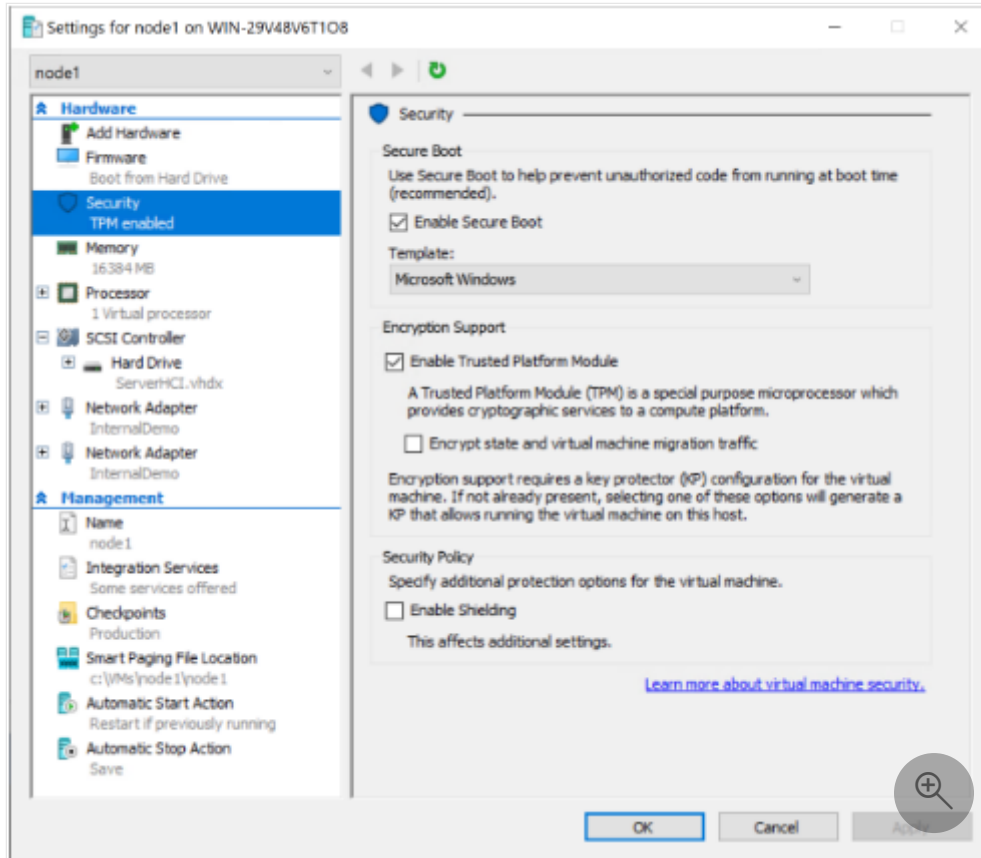 Settings for node1 on WIN-29V48V6T1O8
node1
Hardware
Add Hardware
Firmware
Boot from Hard Drive
Security
TPM enabled
Memory
16384 MB
Processor
1 Virtual processor
SCSI Controller
Hard Drive
ServerHCI.vhdx
Network Adapter
InternalDemo
Network Adapter
InternalDemo
Management
Name
node1
Integration Services
Some services offered
Checkpoints
Production
Smart Paging File Location
c:\VMs\node1\node1
Automatic Start Action
Restart if previously running
Automatic Stop Action
Save
Security
Secure Boot
Use Secure Boot to help prevent unauthorized code from running at boot time
(recommended).
Enable Secure Boot
Template:
Microsoft Windows
Encryption Support
Enable Trusted Platform Module
A Trusted Platform Module (TPM) is a special purpose microprocessor which
provides cryptographic services to a compute platform.
Encrypt state and virtual machine migration traffic
Encryption support requires a key protector (KP) configuration for the virtual
machine. If not already present, selecting one of these options will generate a
KP that allows running the virtual machine on this host.
Security Policy
Specify additional protection options for the virtual machine.
Enable Shielding
This affects additional settings.
Learn more about virtual machine security.
OK
Cancel
Apply